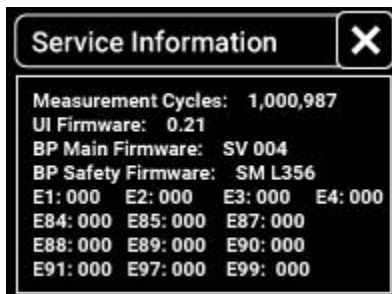 Service Information
Measurement Cycles: 1,000,987
UI Firmware: 0.21
BP Main Firmware: SV 004
BP Safety Firmware: SM L356
E1: 000 E2: 000 E3: 000 E4: 000
E84: 000 E85: 000 E87: 000
E88: 000 E89: 000 E90: 000
E91: 000 E97: 000 E99: 000